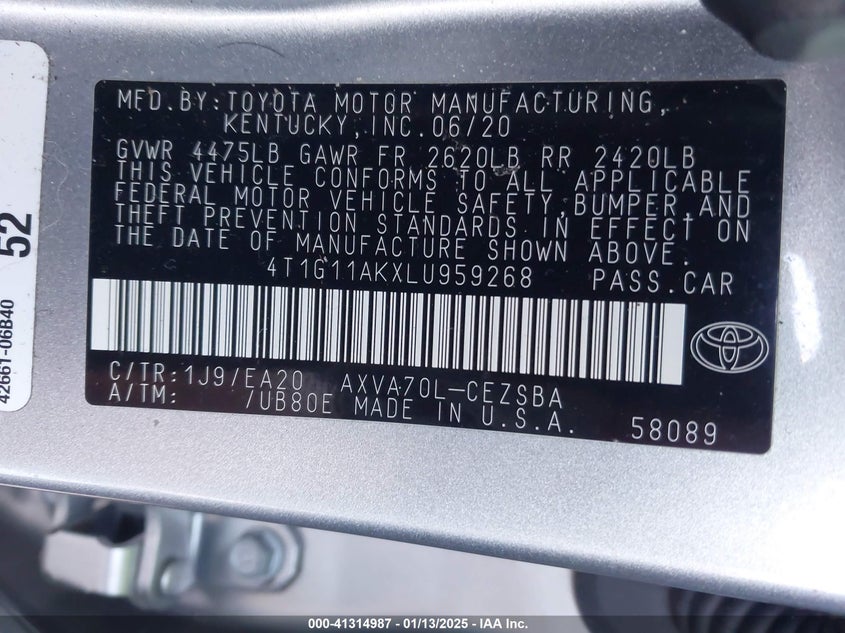 MFD.BY:TOYOTA MOTOR MANUFACTURING,
KENTUCKY,INC.06/20
GVWR 4475LB GAWR FR 2620LB RR 2420LB
THIS VEHICLE CONFORMS TO ALL APPLICABLE
FEDERAL MOTOR VEHICLE SAFETY,BUMPER,AND
THEFT PREVENTION STANDARDS IN EFFECT ON
THE DATE OF MANUFACTURE SHOWN ABOVE.
4T1G11AKXLU959268 PASS.CAR
C/TR:1J9/EA20 AXVA70L-CEZSBA
A/TM: /UB80E MADE IN U.S.A.
58089
52
42661-06B40
000-41314987 — 01/13/2025 — IAA Inc.